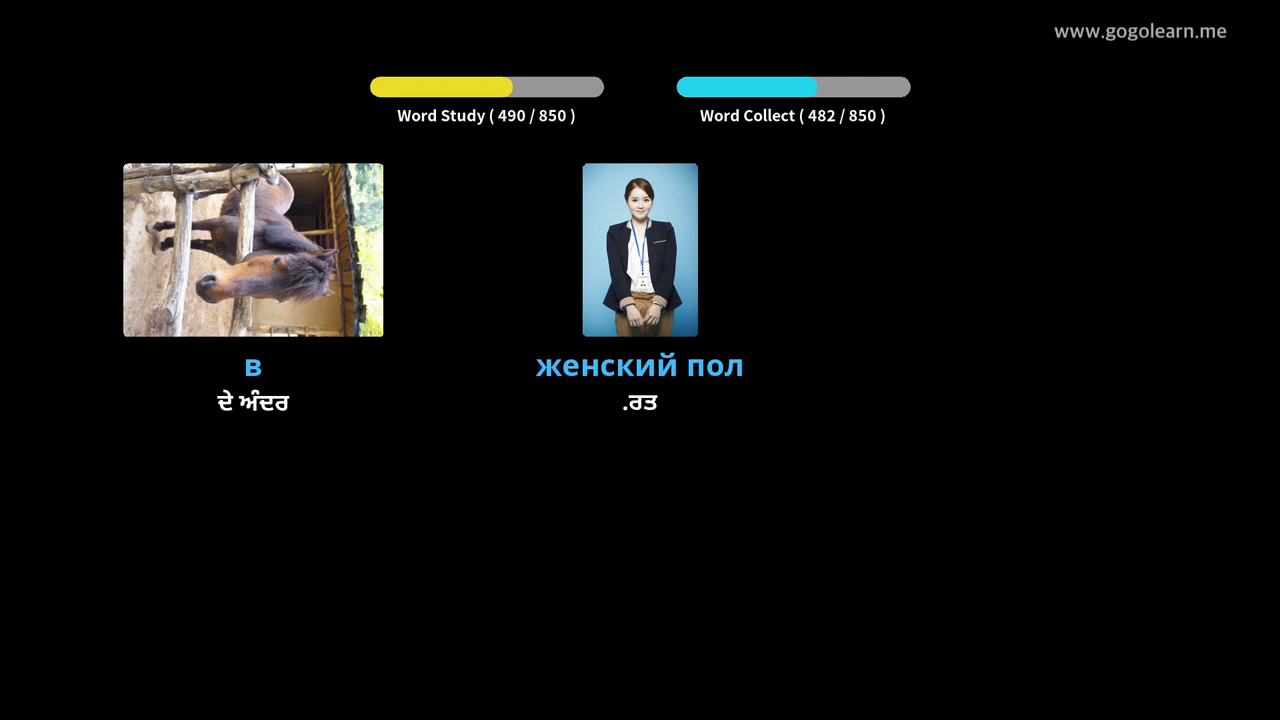 www.gogolearn.me
Word Study ( 490 / 850 )
Word Collect ( 482 / 850 )
в
ਦੇ ਅੰਦਰ
женский пол
.ਰਤ